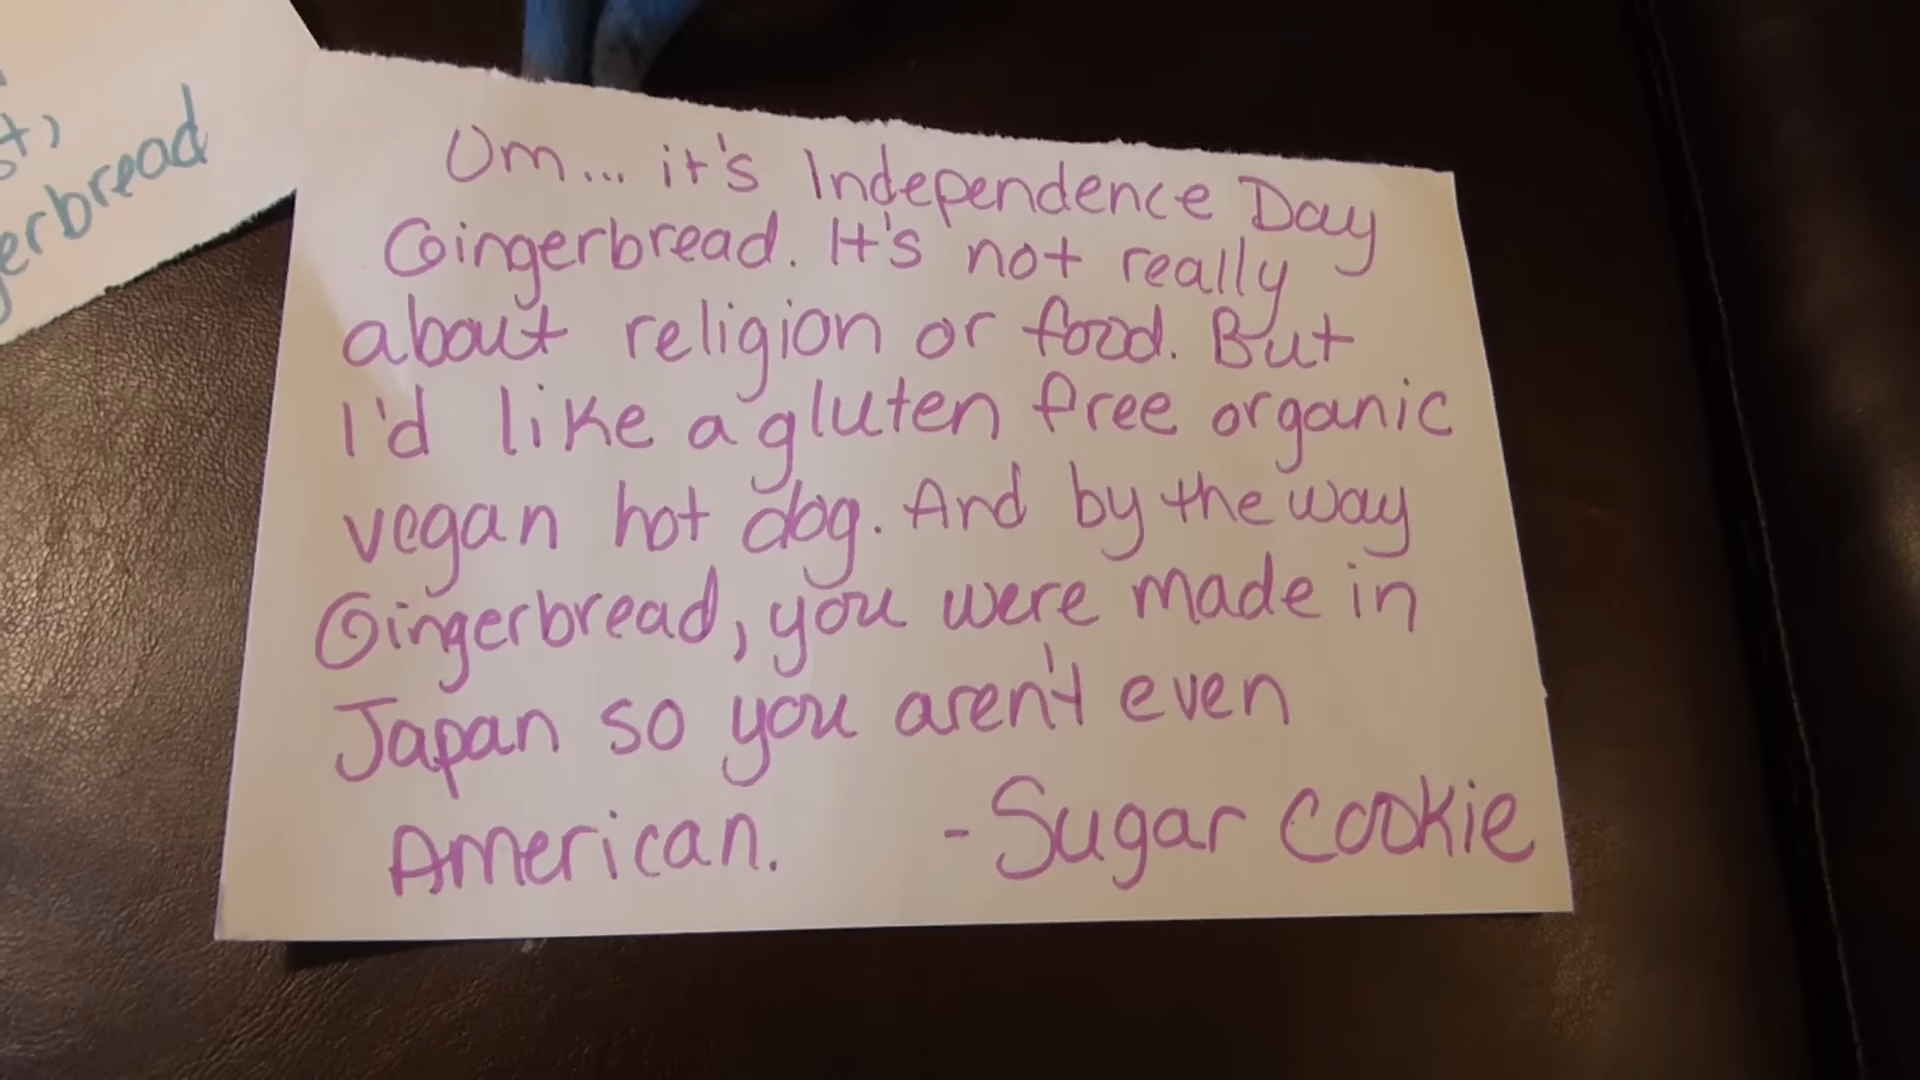 t,
erbread
Um... it's Independence Day
Gingerbread. It's not really
about religion or food. But
I'd like a gluten free organic
vegan hot dog. And by the way
Gingerbread, you were made in
Japan so you aren't even
American. - Sugar Cookie